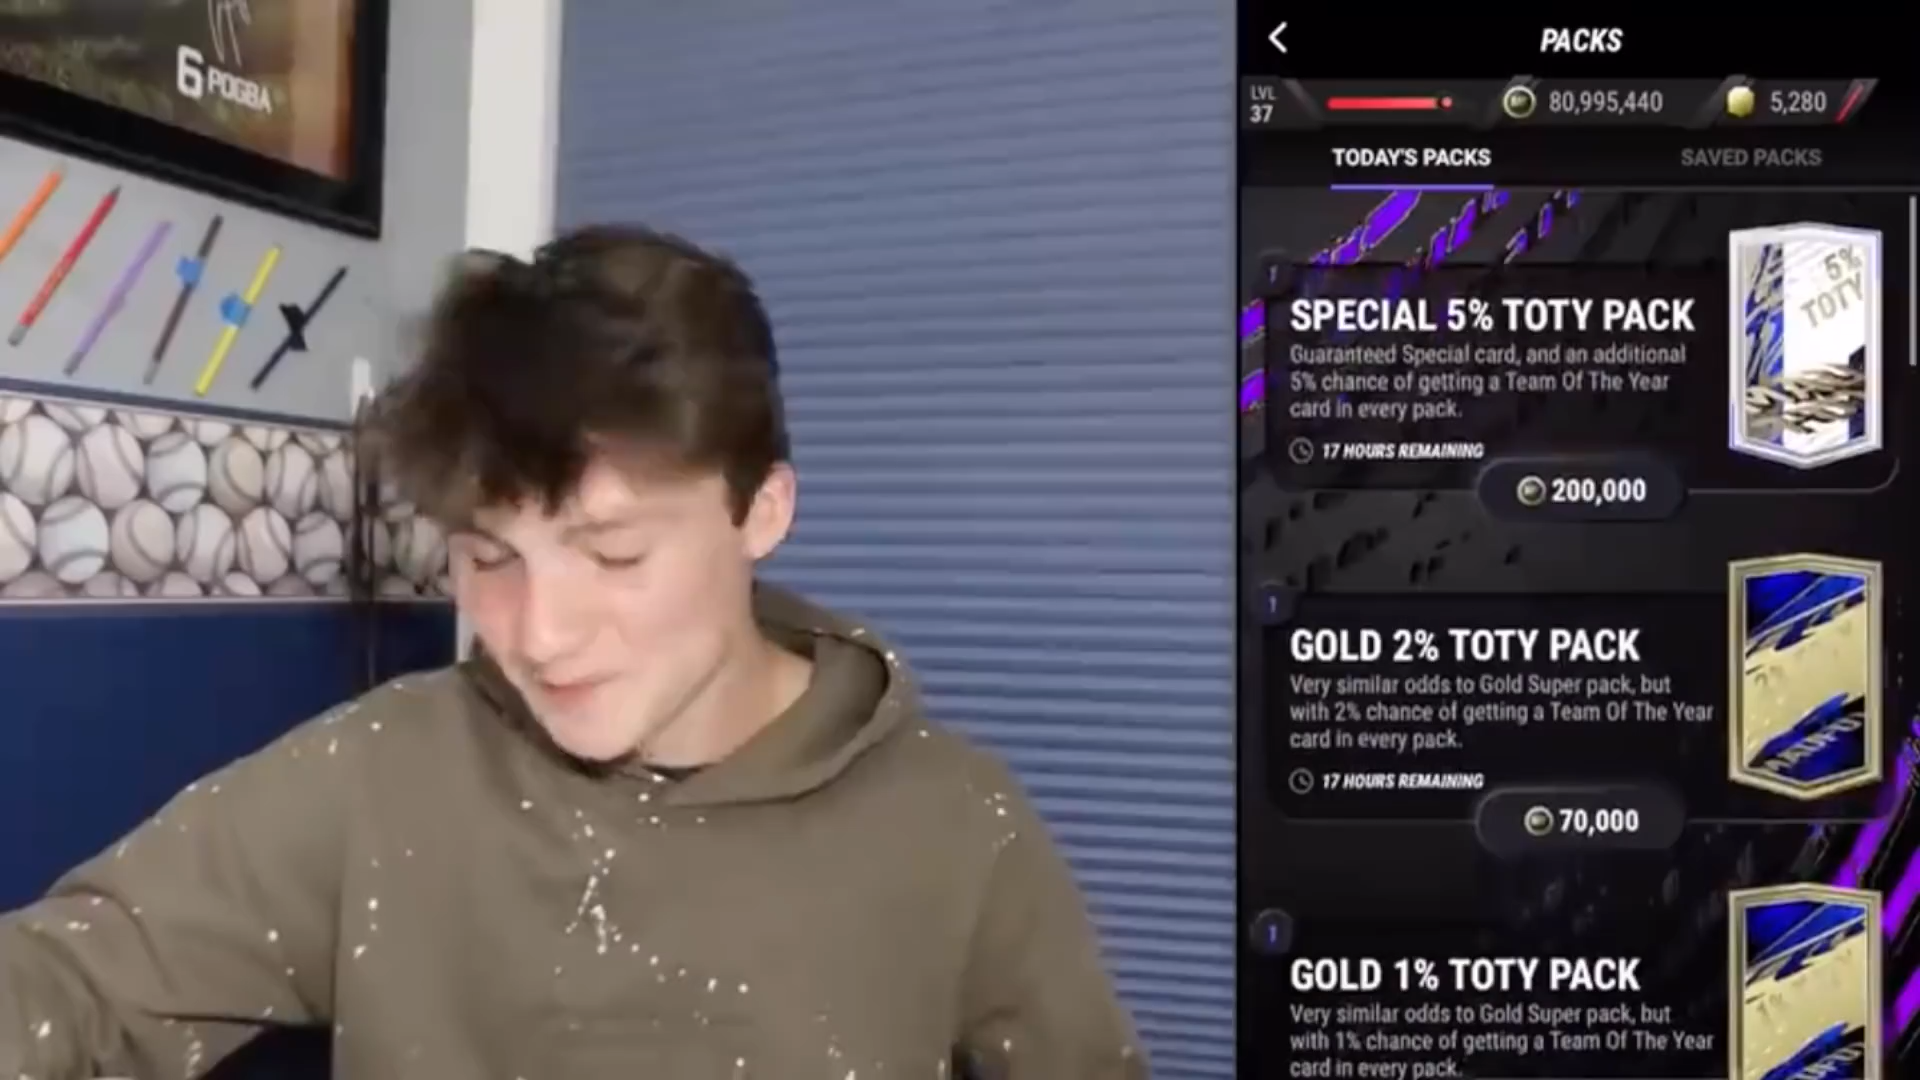 6 POGBA
PACKS
LVL
37
80,995,440
5,280
TODAY'S PACKS
SAVED PACKS
1
SPECIAL 5% TOTY PACK
Guaranteed Special card, and an additional
5% chance of getting a Team Of The Year
card in every pack.
17 HOURS REMAINING
200,000
5%
TOTY
1
GOLD 2% TOTY PACK
Very similar odds to Gold Super pack, but
with 2% chance of getting a Team Of The Year
card in every pack.
17 HOURS REMAINING
70,000
1
GOLD 1% TOTY PACK
Very similar odds to Gold Super pack, but
with 1% chance of getting a Team Of The Year
card in every pack.